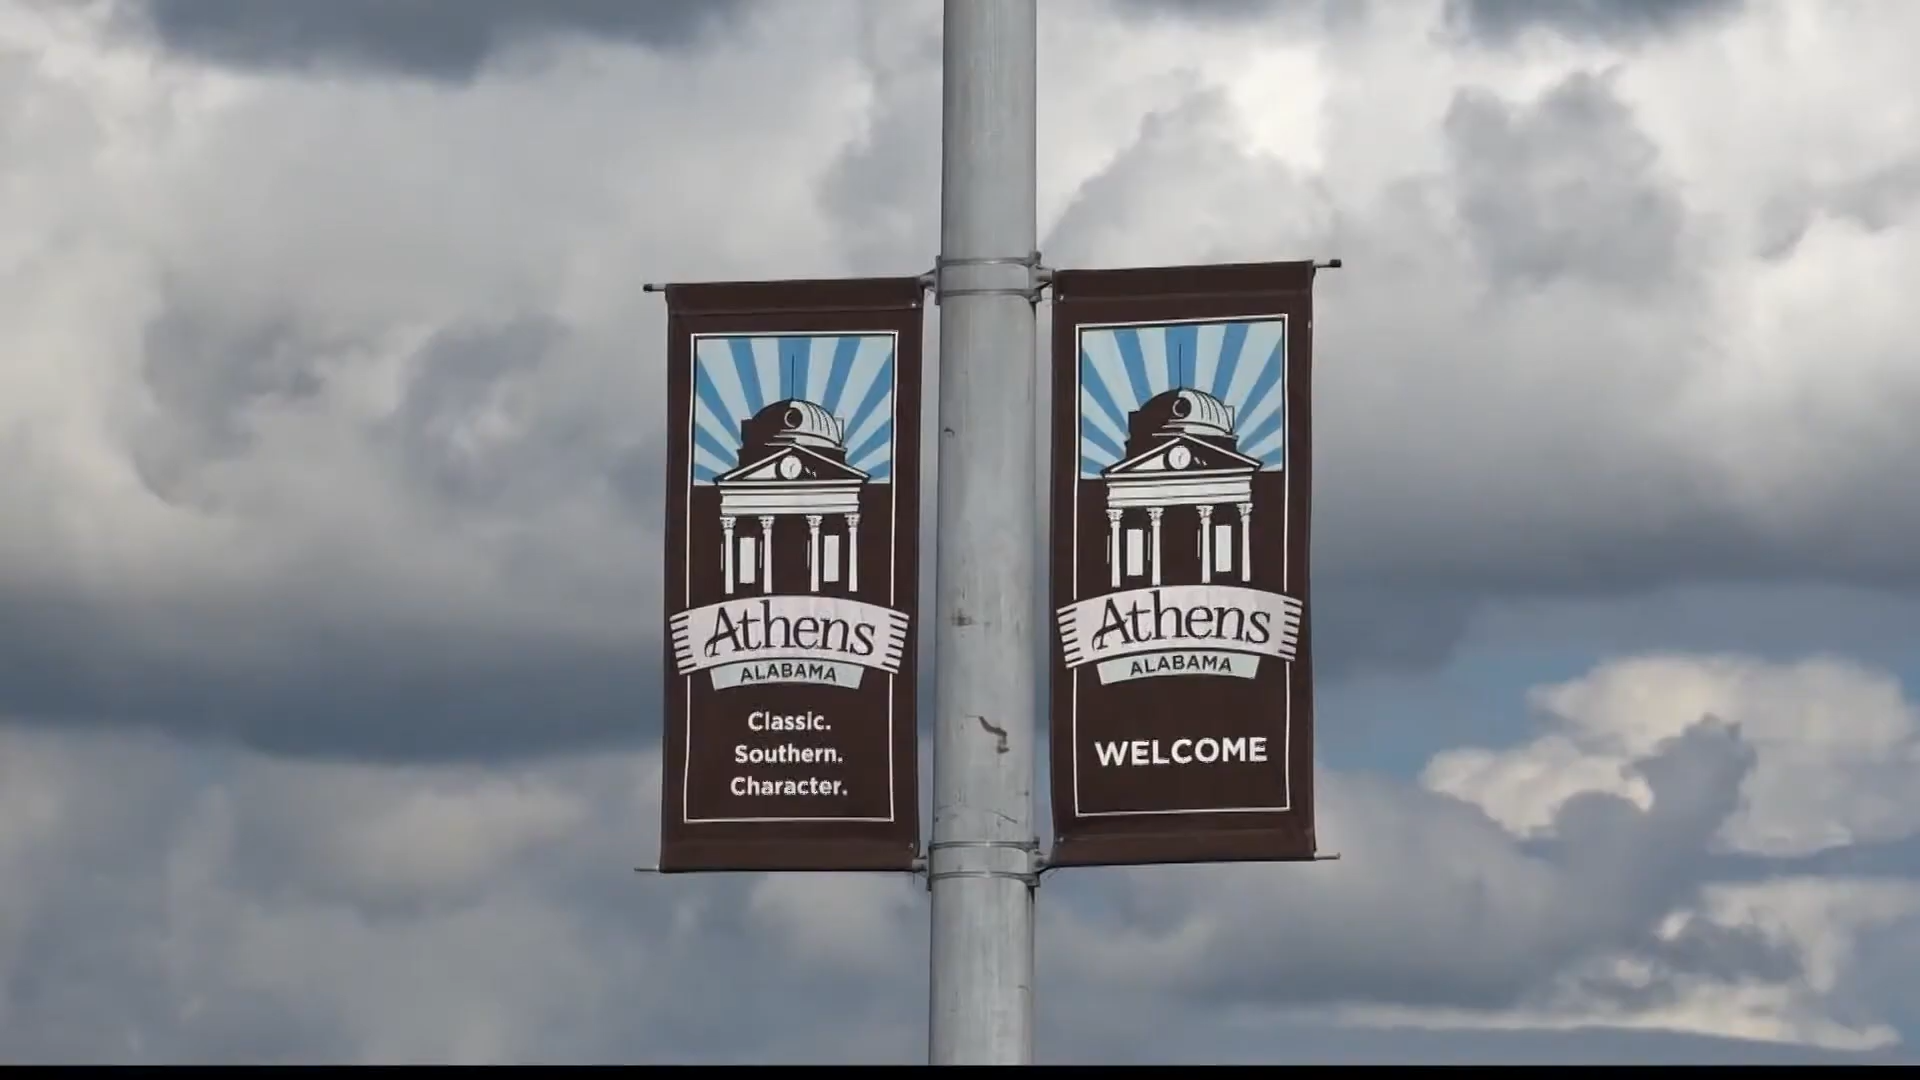 Athens
ALABAMA
Classic.
Southern.
Character.
Athens
ALABAMA
WELCOME